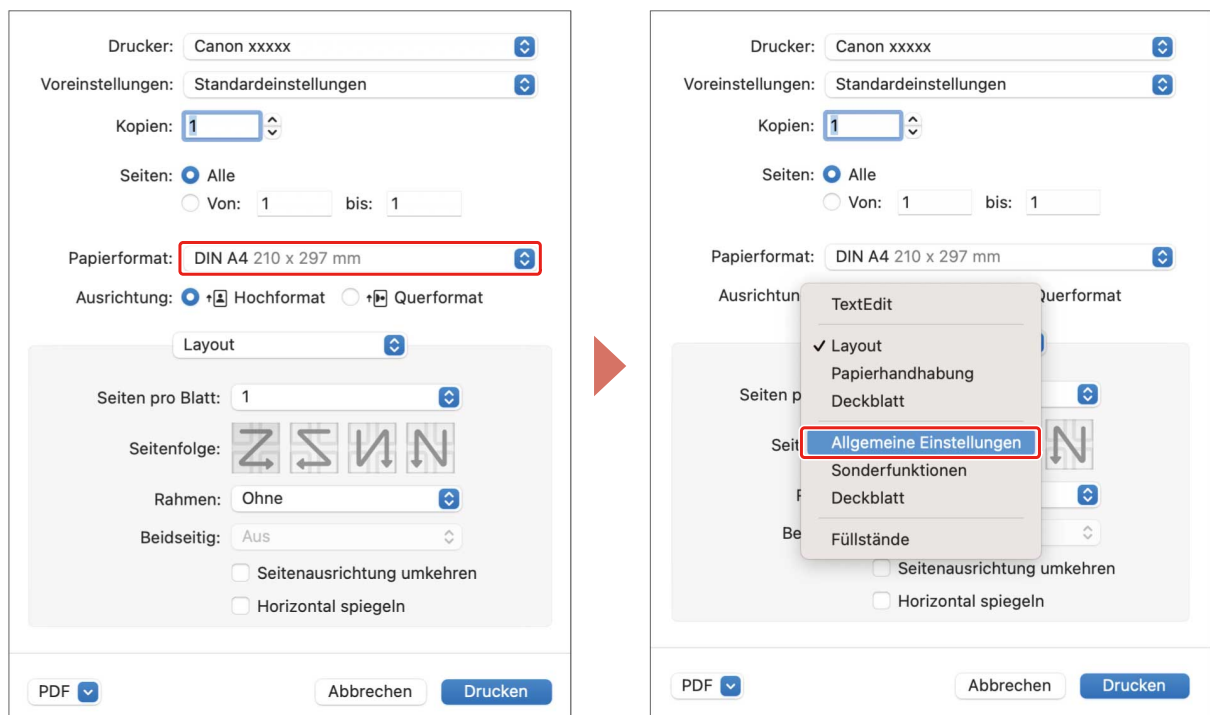 Drucker: Canon xxxxx
Voreinstellungen: Standardeinstellungen
Kopien: 1
Seiten: Alle
Von: 1 bis: 1
Papierformat: DIN A4 210 x 297 mm
Ausrichtung: Hochformat Querformat
Layout
Seiten pro Blatt: 1
Seitenfolge:
Rahmen: Ohne
Beidseitig: Aus
Seitenausrichtung umkehren
Horizontal spiegeln
PDF Abbrechen Drucken
Drucker: Canon xxxxx
Voreinstellungen: Standardeinstellungen
Kopien: 1
Seiten: Alle
Von: 1 bis: 1
Papierformat: DIN A4 210 x 297 mm
Ausrichtun Querformat
TextEdit
Layout
Papierhandhabung
Seiten p
Deckblatt
Allgemeine Einstellungen
Seit
Sonderfunktionen
Deckblatt
Be
Füllstände
Seitenausrichtung umkehren
Horizontal spiegeln
PDF Abbrechen Drucken